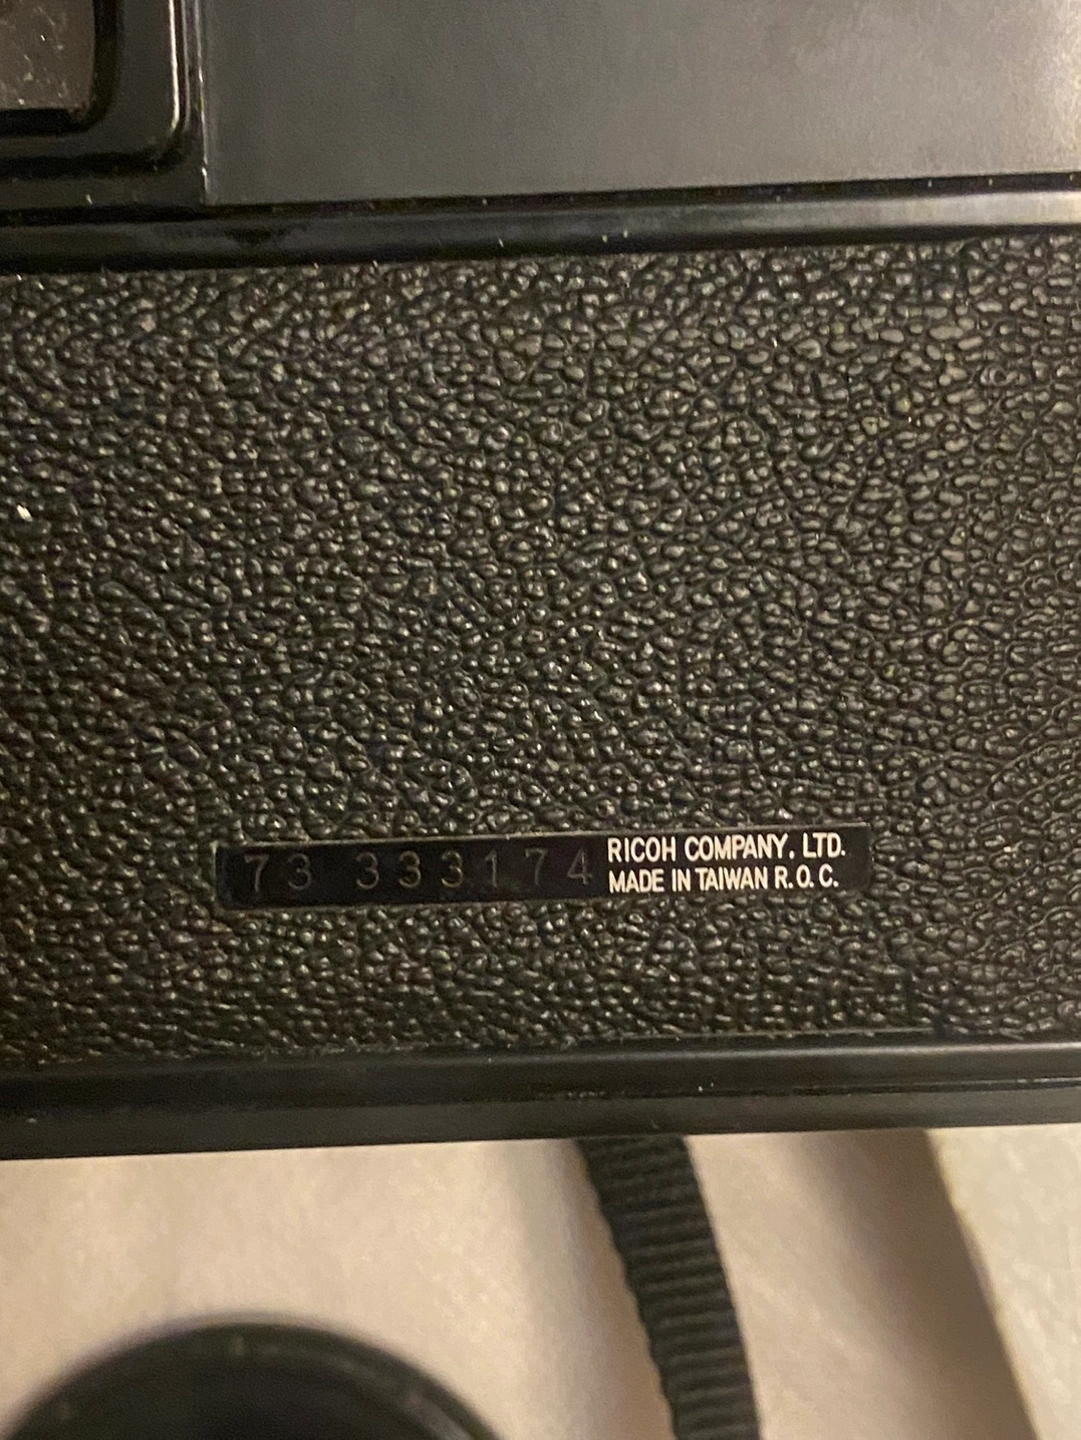 73 333174
RICOH COMPANY. LTD.
MADE IN TAIWAN R.O.C.